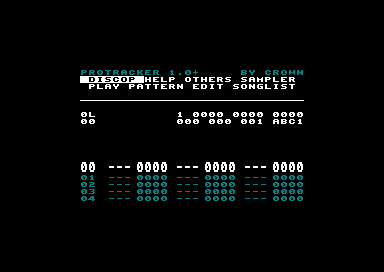 PROTRACKER 1.0+ BY CROWN
DISCOP HELP OTHERS SAMPLER
PLAY PATTERN EDIT SONGLIST
0L 1 0000 0000 0000
00 000 000 001 ABC1
00 --- 0000 --- 0000 --- 0000
01 --- 0000 --- 0000 --- 0000
02 --- 0000 --- 0000 --- 0000
03 --- 0000 --- 0000 --- 0000
04 --- 0000 --- 0000 --- 0000